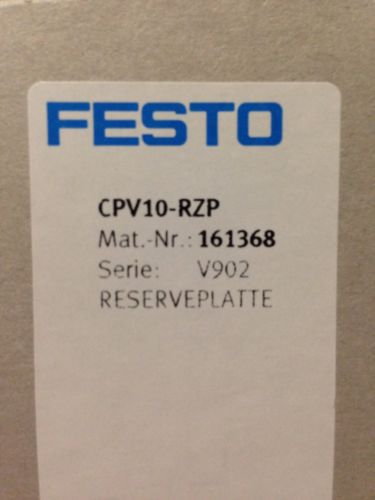 FESTO
CPV10-RZP
Mat.-Nr.: 161368
Serie: V902
RESERVEPLATTE